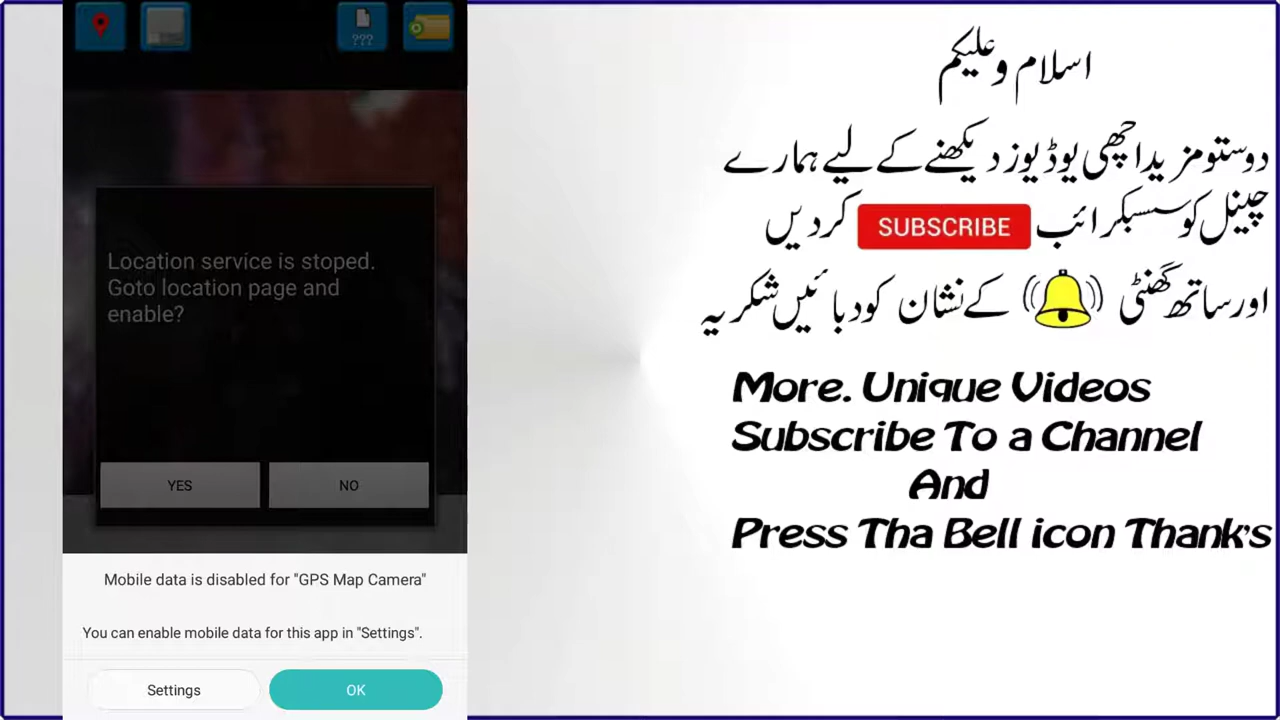 ???
Location service is stoped.
Goto location page and
enable?
YES
NO
Mobile data is disabled for "GPS Map Camera"
You can enable mobile data for this app in "Settings".
Settings
OK
اسلام وعلیکم
دوستو مزید اچھی یوڈیوز دیکھنے کے لیے ہمارے
چینل کو سسبکرائب SUBSCRIBE کر دیں
اور ساتھ گھنٹی کے نشان کو دبائیں شکریہ
More. Unique Videos
Subscribe To a Channel
And
Press Tha Bell icon Thank's